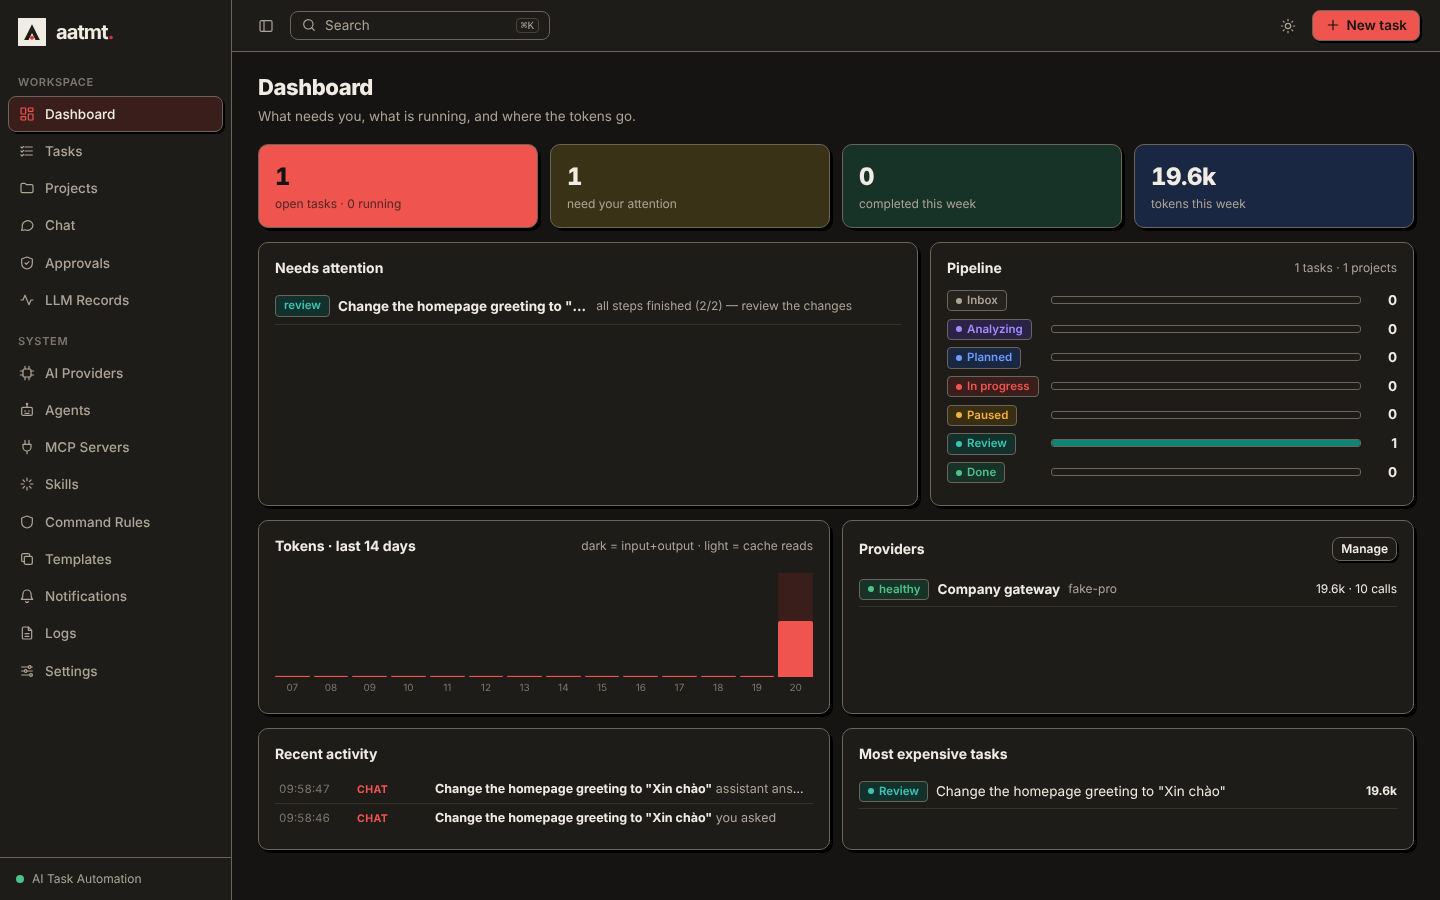 aatmt.
Search
⌘K
New task
WORKSPACE
Dashboard
Tasks
Projects
Chat
Approvals
LLM Records
SYSTEM
AI Providers
Agents
MCP Servers
Skills
Command Rules
Templates
Notifications
Logs
Settings
AI Task Automation
Dashboard
What needs you, what is running, and where the tokens go.
1
open tasks · 0 running
1
need your attention
0
completed this week
19.6k
tokens this week
Needs attention
review Change the homepage greeting to "... all steps finished (2/2) — review the changes
Pipeline 1 tasks · 1 projects
Inbox 0
Analyzing 0
Planned 0
In progress 0
Paused 0
Review 1
Done 0
Tokens · last 14 days dark = input+output · light = cache reads
07 08 09 10 11 12 13 14 15 16 17 18 19 20
Providers Manage
healthy Company gateway fake-pro 19.6k · 10 calls
Recent activity
09:58:47 CHAT Change the homepage greeting to "Xin chào" assistant ans...
09:58:46 CHAT Change the homepage greeting to "Xin chào" you asked
Most expensive tasks
Review Change the homepage greeting to "Xin chào" 19.6k